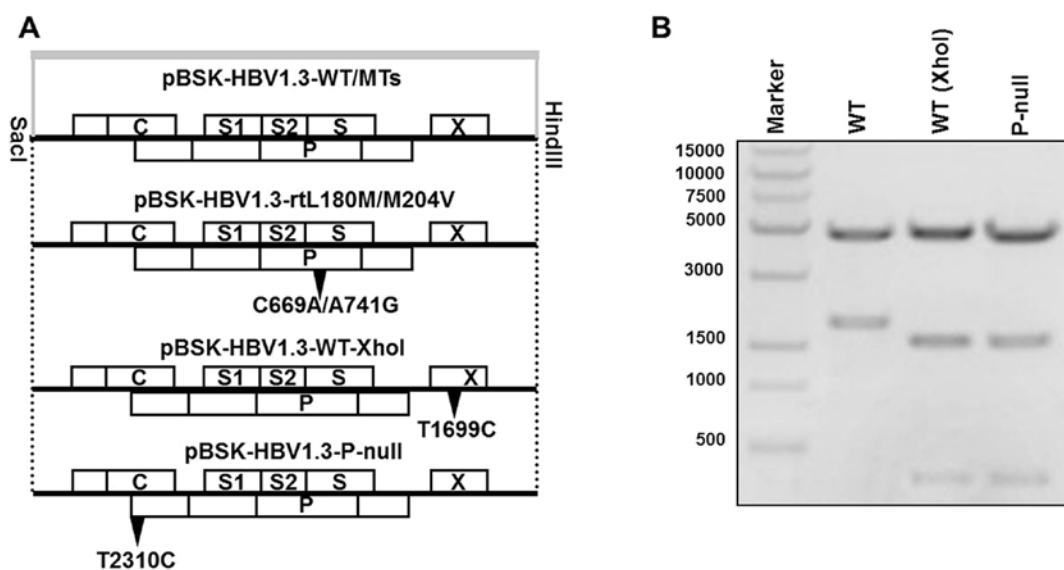 A
pBSK-HBV1.3-WT/MTs
SacI
HindIII
C S1 S2 S X
P
pBSK-HBV1.3-rtL180M/M204V
C S1 S2 S X
P
C669A/A741G
pBSK-HBV1.3-WT-XhoI
C S1 S2 S X
P
T1699C
pBSK-HBV1.3-P-null
C S1 S2 S X
P
T2310C
B
Marker
WT
WT (XhoI)
P-null
15000
10000
7500
5000
3000
1500
1000
500